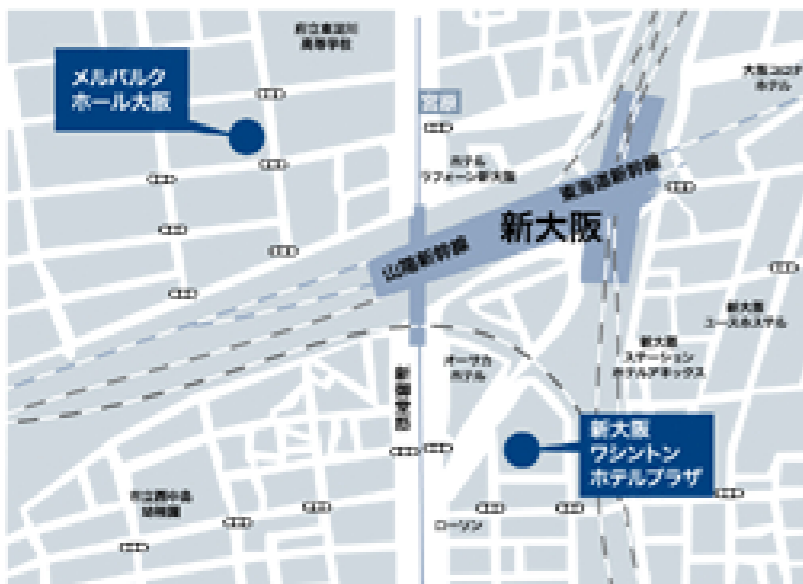 府立東淀川
高等学校
メルパルク
ホール大阪
宮原
大阪コロナ
ホテル
ホテル
ラフォーレ新大阪
東海道新幹線
新大阪
山陽新幹線
新大阪
ユースホステル
新大阪
ステーション
ホテルアネックス
オーサカ
ホテル
新御堂筋
新大阪
ワシントン
ホテルプラザ
市立西中島
幼稚園
ローソン